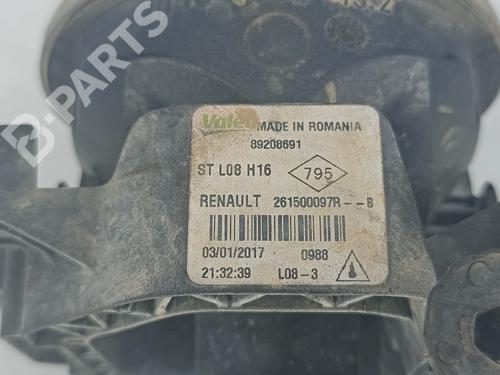 B-PARTS
Valeo MADE IN ROMANIA
89208691
ST L08 H16 795
RENAULT 261500097R--B
03/01/2017 0988
21:32:39 L08-3